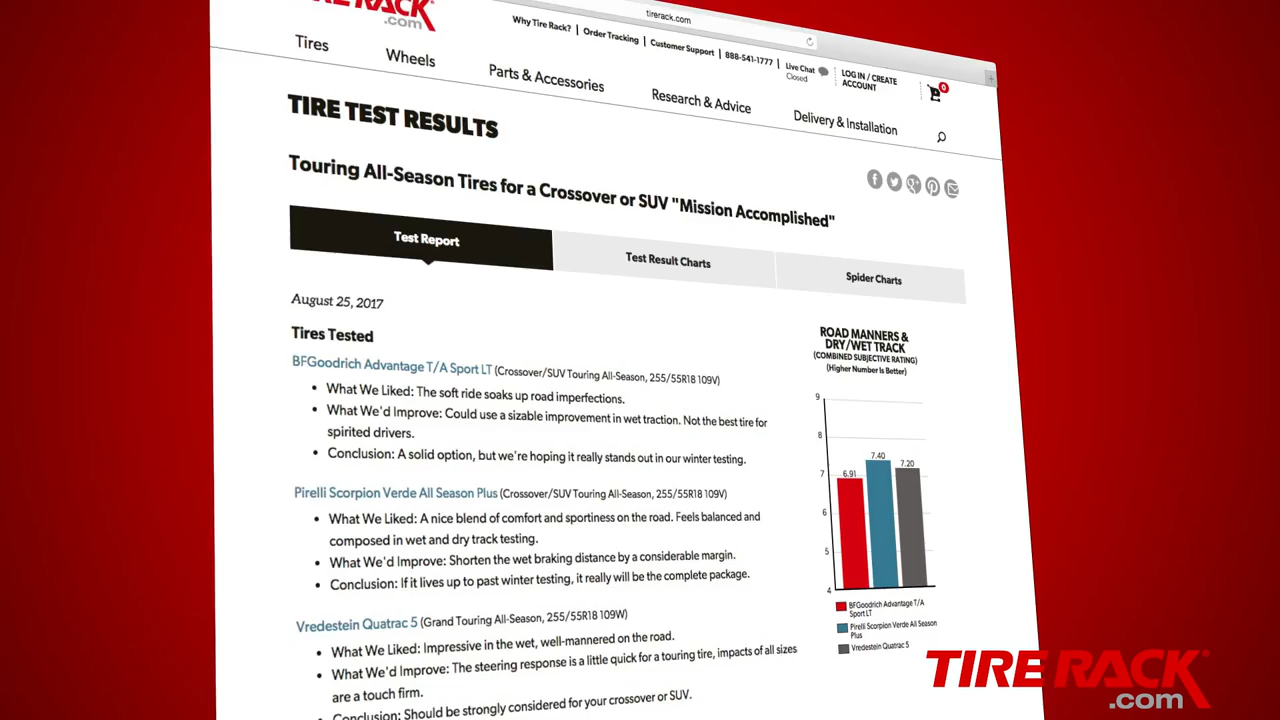 TIRE RACK
.com
tirerack.com
Why Tire Rack? | Order Tracking | Customer Support | 888-541-1777
Live Chat
Closed
LOG IN / CREATE
ACCOUNT
0
Tires
Wheels
Parts & Accessories
Research & Advice
Delivery & Installation
TIRE TEST RESULTS
Touring All-Season Tires for a Crossover or SUV "Mission Accomplished"
Test Report
Test Result Charts
Spider Charts
August 25, 2017
Tires Tested
BFGoodrich Advantage T/A Sport LT (Crossover/SUV Touring All-Season, 255/55R18 109V)
• What We Liked: The soft ride soaks up road imperfections.
• What We'd Improve: Could use a sizable improvement in wet traction. Not the best tire for
spirited drivers.
• Conclusion: A solid option, but we're hoping it really stands out in our winter testing.
Pirelli Scorpion Verde All Season Plus (Crossover/SUV Touring All-Season, 255/55R18 109V)
• What We Liked: A nice blend of comfort and sportiness on the road. Feels balanced and
composed in wet and dry track testing.
• What We'd Improve: Shorten the wet braking distance by a considerable margin.
• Conclusion: If it lives up to past winter testing, it really will be the complete package.
Vredestein Quatrac 5 (Grand Touring All-Season, 255/55R18 109W)
• What We Liked: Impressive in the wet, well-mannered on the road.
• What We'd Improve: The steering response is a little quick for a touring tire, impacts of all sizes
are a touch firm.
• Conclusion: Should be strongly considered for your crossover or SUV.
ROAD MANNERS &
DRY/WET TRACK
(COMBINED SUBJECTIVE RATING)
(Higher Number Is Better)
9
8
7
6
5
4
6.91
7.40
7.20
BFGoodrich Advantage T/A
Sport LT
Pirelli Scorpion Verde All Season
Plus
Vredestein Quatrac 5
TIRE RACK
.com